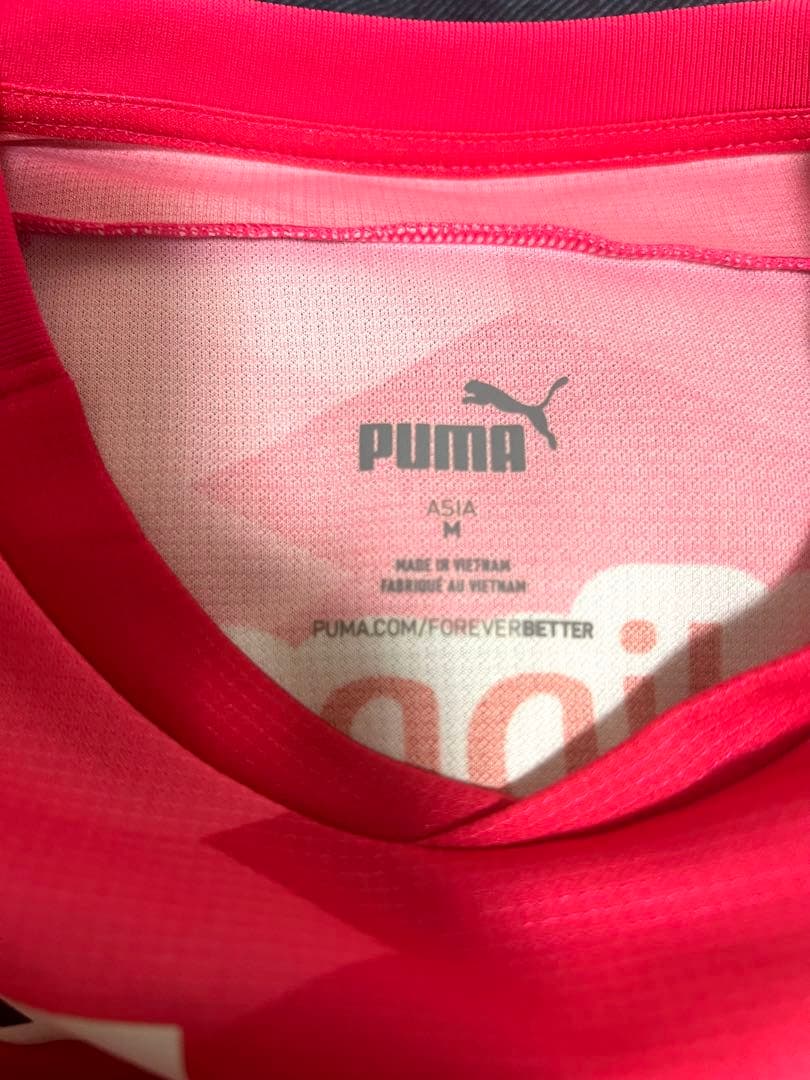 PUMA
ASIA
M
MADE IN VIETNAM
FABRIQUÉ AU VIETNAM
PUMA.COM/FOREVERBETTER